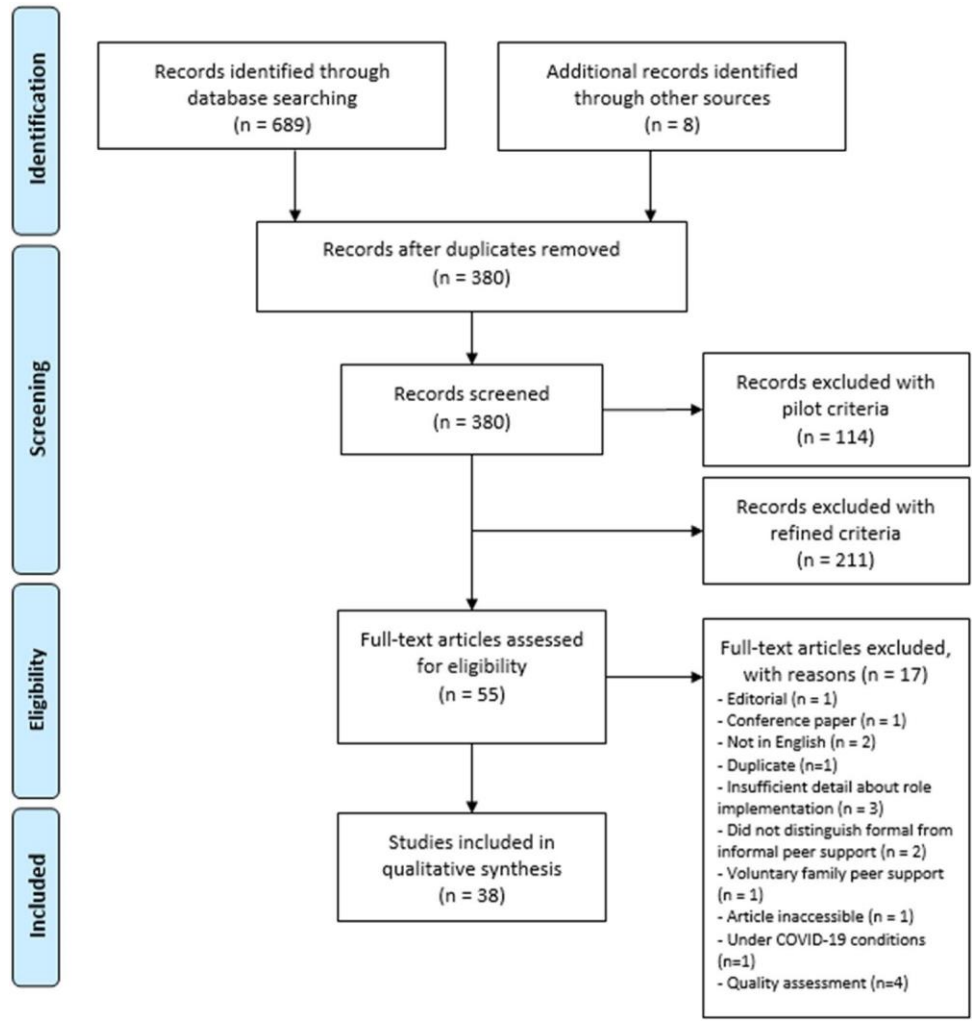 Identification
Records identified through
database searching
(n = 689)
Additional records identified
through other sources
(n = 8)
Records after duplicates removed
(n = 380)
Screening
Records screened
(n = 380)
Records excluded with
pilot criteria
(n = 114)
Records excluded with
refined criteria
(n = 211)
Eligibility
Full-text articles assessed
for eligibility
(n = 55)
Full-text articles excluded,
with reasons (n = 17)
- Editorial (n = 1)
- Conference paper (n = 1)
- Not in English (n = 2)
- Duplicate (n=1)
- Insufficient detail about role
implementation (n = 3)
- Did not distinguish formal from
informal peer support (n = 2)
- Voluntary family peer support
(n = 1)
- Article inaccessible (n = 1)
- Under COVID-19 conditions
(n=1)
- Quality assessment (n=4)
Included
Studies included in
qualitative synthesis
(n = 38)